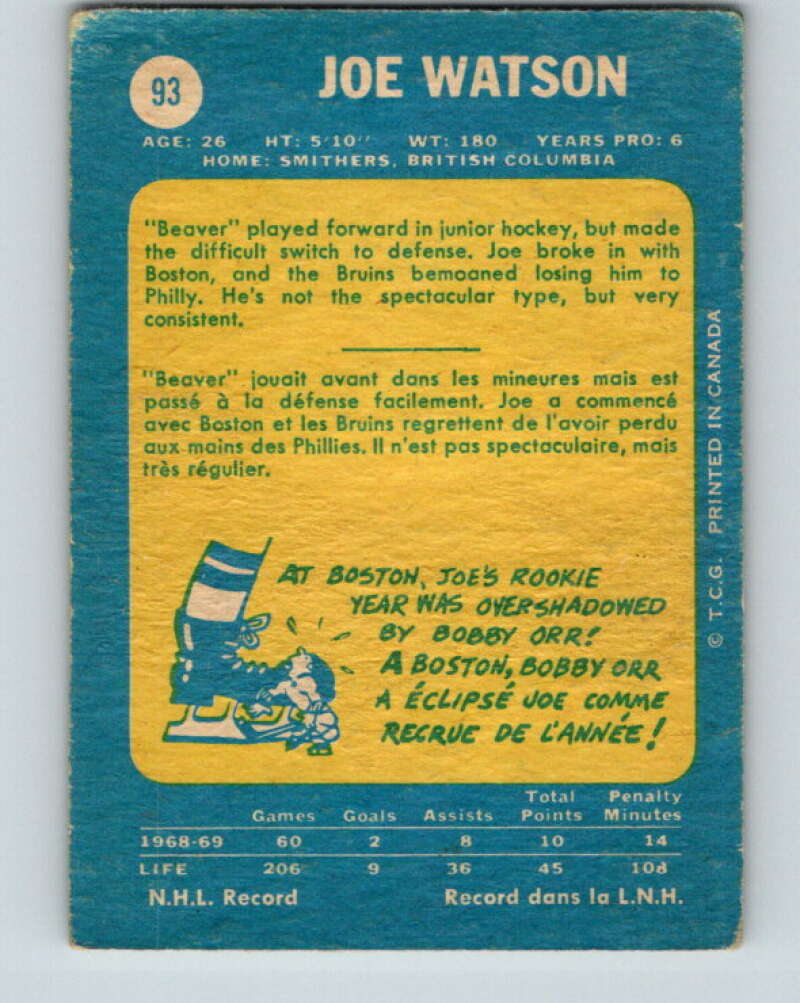 93
JOE WATSON
AGE: 26 HT: 5'10" WT: 180 YEARS PRO: 6
HOME: SMITHERS, BRITISH COLUMBIA
"Beaver" played forward in junior hockey, but made
the difficult switch to defense. Joe broke in with
Boston, and the Bruins bemoaned losing him to
Philly. He's not the spectacular type, but very
consistent.
"Beaver" jouait avant dans les mineures mais est
passé à la défense facilement. Joe a commencé
avec Boston et les Bruins regrettent de l'avoir perdu
aux mains des Phillies. Il n'est pas spectaculaire, mais
très régulier.
AT BOSTON, JOE'S ROOKIE
YEAR WAS OVERSHADOWED
BY BOBBY ORR!
A BOSTON, BOBBY ORR
A ÉCLIPSÉ JOE COMME
RECRUE DE L'ANNÉE!
© T.C.G. PRINTED IN CANADA
Total Penalty
Games Goals Assists Points Minutes
1968-69 60 2 8 10 14
LIFE 206 9 36 45 108
N.H.L. Record Record dans la L.N.H.